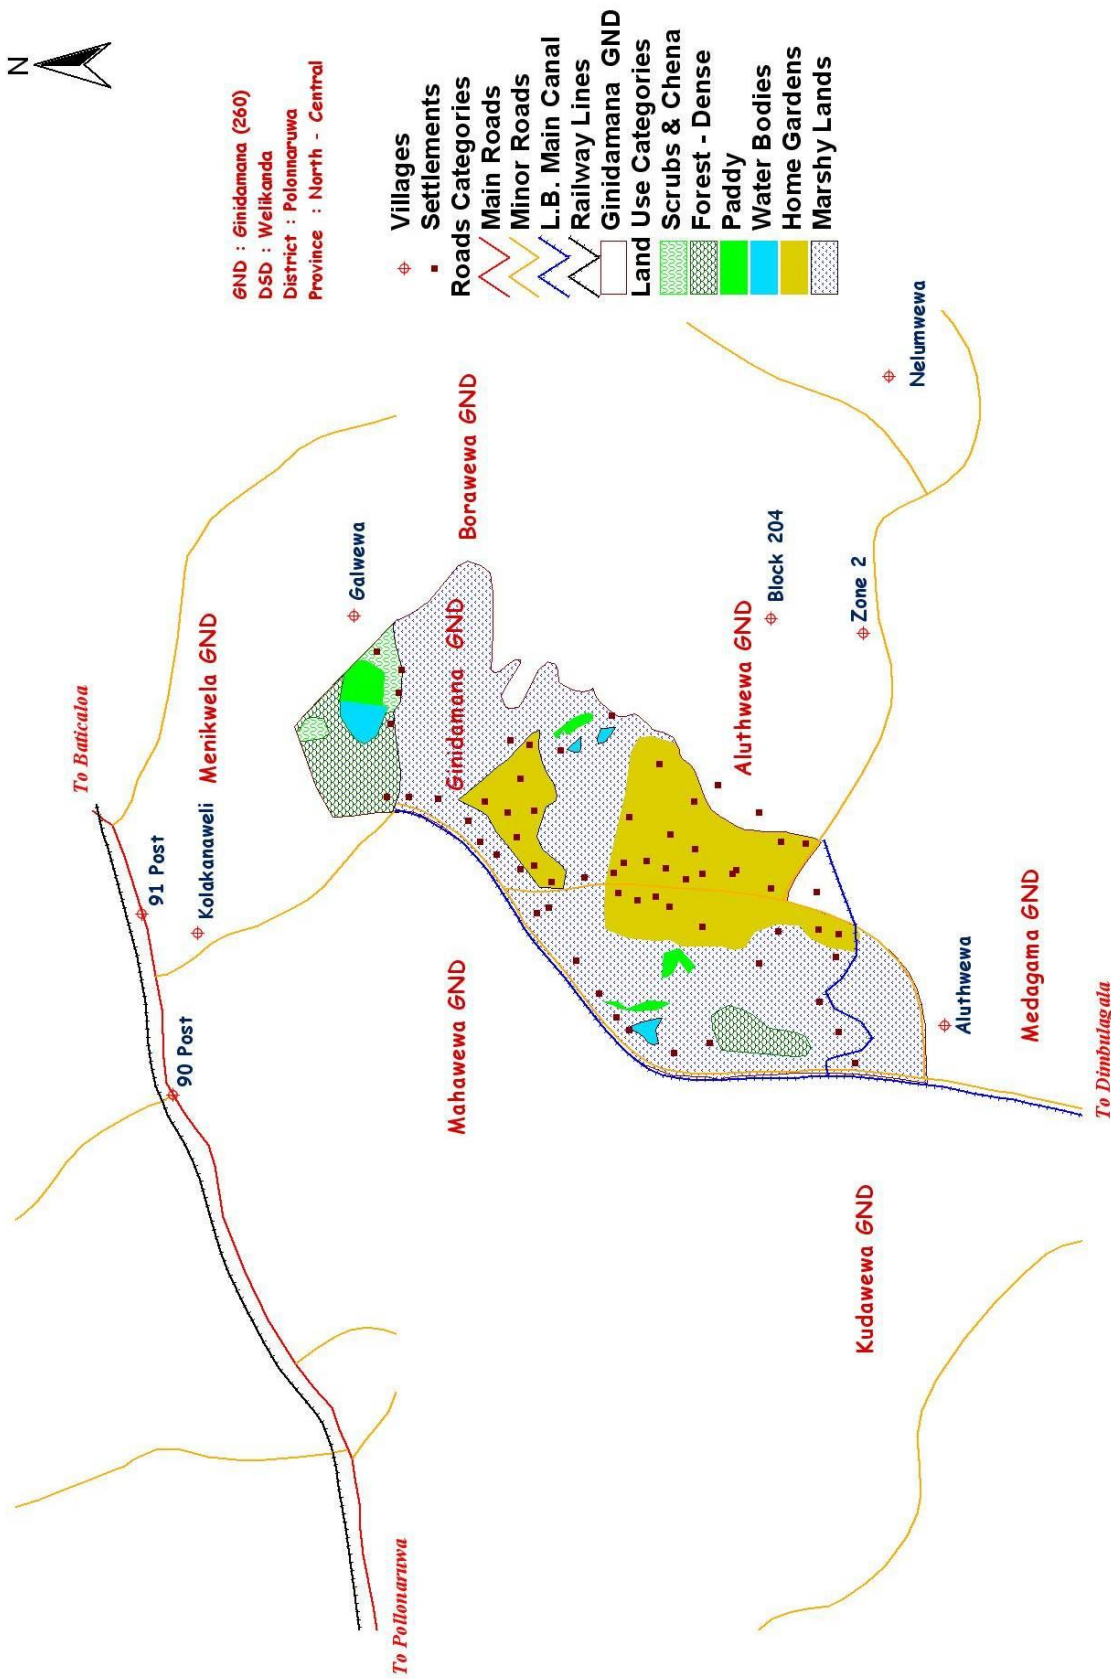 N
GND : Ginidamana (260)
DSD : Welikanda
District : Polonnaruwa
Province : North - Central
Villages
Settlements
Roads Categories
Main Roads
Minor Roads
L.B. Main Canal
Railway Lines
Ginidamana GND
Land Use Categories
Scrubs & Chena
Forest - Dense
Paddy
Water Bodies
Home Gardens
Marshy Lands
To Baticaloa
91 Post
Kolakanaweli
Menikwela GND
90 Post
Galwewa
To Pollonaruwa
Mahawewa GND
Ginidamana GND
Borawewa GND
Aluthwewa GND
Block 204
Zone 2
Kudawewa GND
Nelumwewa
Aluthwewa
Medagama GND
To Dimbulagala